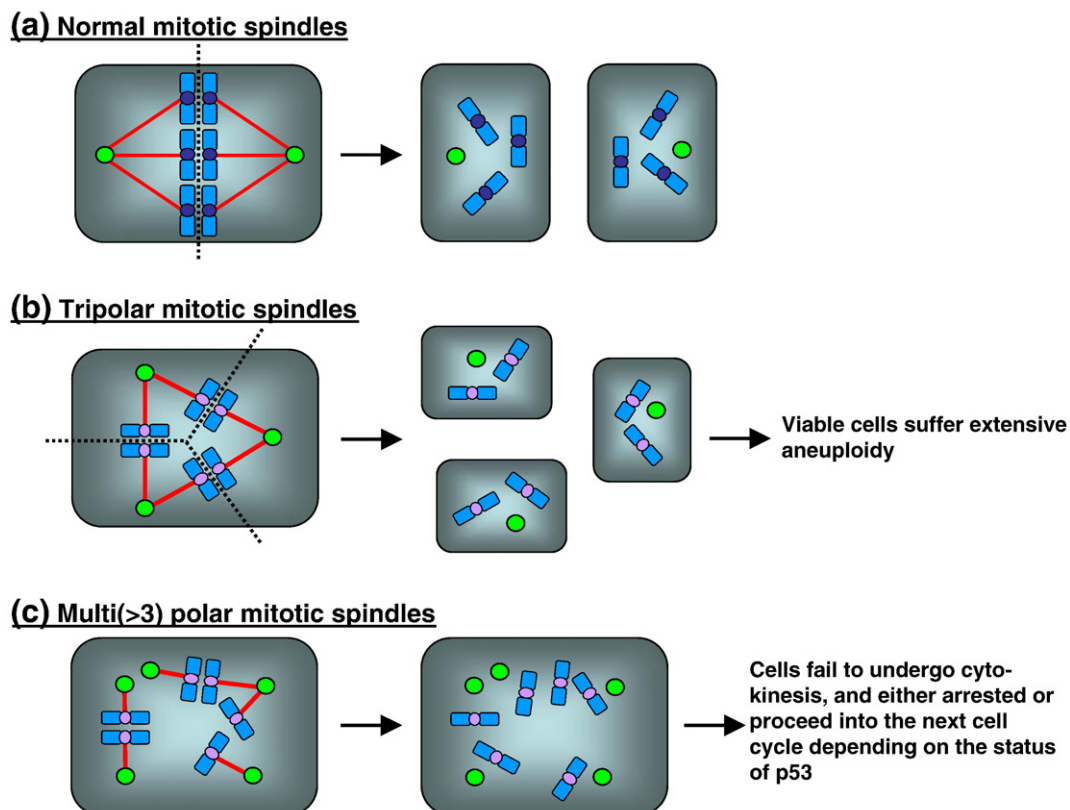 (a) Normal mitotic spindles
(b) Tripolar mitotic spindles
Viable cells suffer extensive
aneuploidy
(c) Multi(>3) polar mitotic spindles
Cells fail to undergo cyto-
kinesis, and either arrested or
proceed into the next cell
cycle depending on the status
of p53